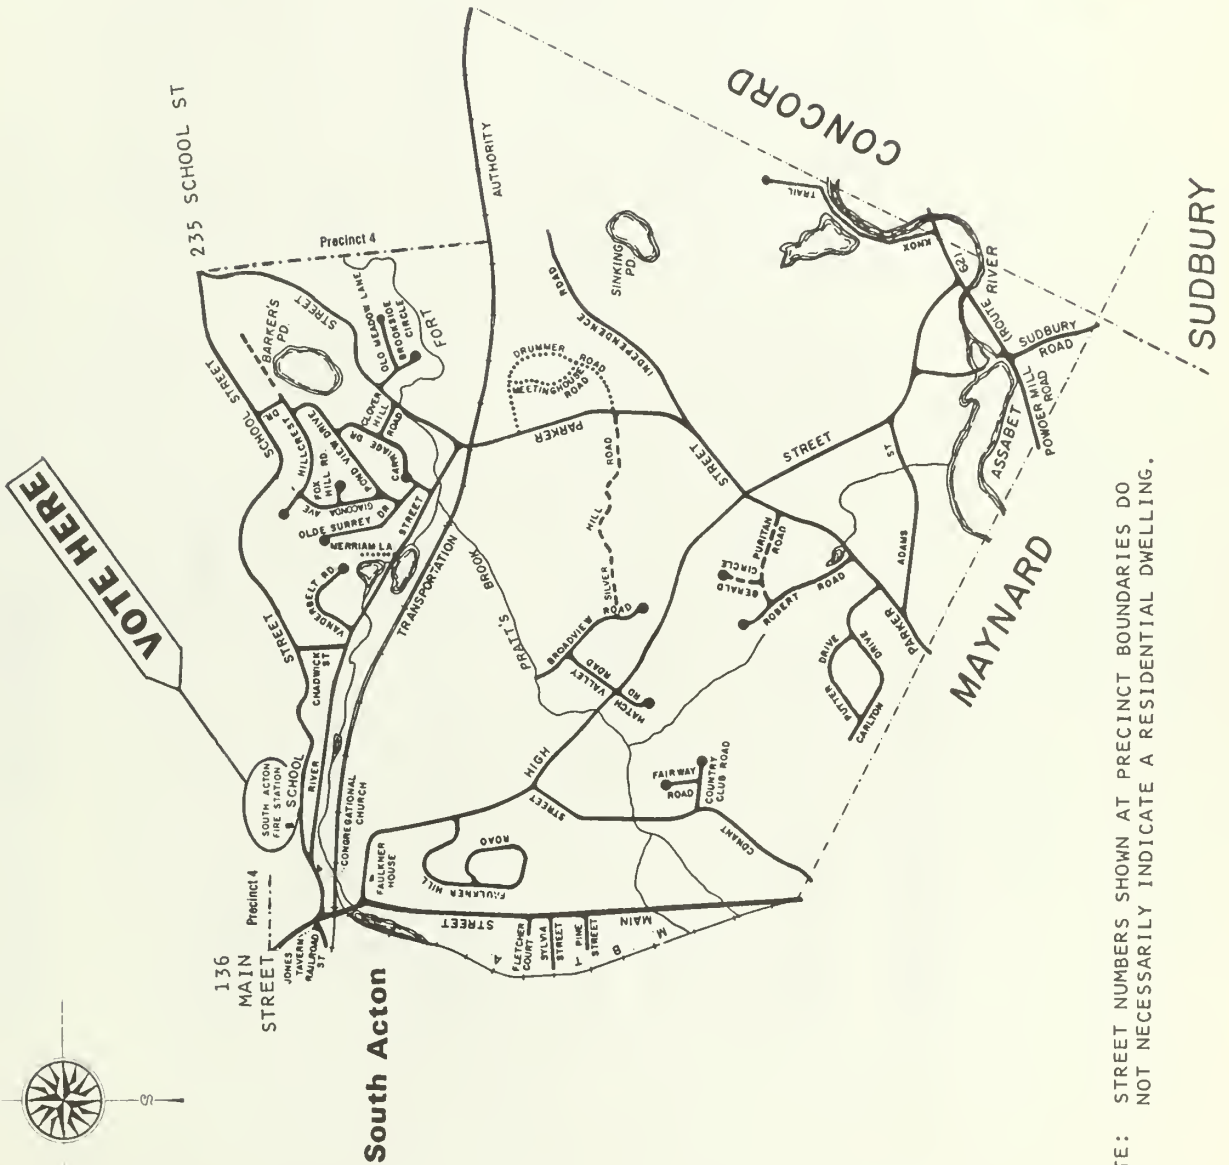 VOTE HERE
235 SCHOOL ST
Precinct 4
136
MAIN
STREET
Precinct 4
SOUTH ACTON
FIRE STATION
SCHOOL
STREET
SCHOOL STREET
STREET
BARKER'S
PD.
OLD MEADOW LANE
BROOKSIDE
CIRCLE
FORT
CLOVER
HILL
ROAD
CARRIAGE DR
POND VIEW DRIVE
HILLCREST DR.
FOX
HILL RD.
GIACONDA
AVE
OLDE SURREY DR
MERRIAM LA
STREET
VANDERBELT RD
CHADWICK
ST
RIVER
CONGREGATIONAL
CHURCH
TRANSPORTATION
AUTHORITY
JONES
TAVERN
RAILROAD
ST
FAULKNER
HOUSE
FAULKNER HILL
ROAD
South Acton
MAIN
STREET
FLETCHER
COURT
SYLVIA
STREET
PINE
STREET
M
B
T
A
HIGH
STREET
FAIRWAY
ROAD
COUNTRY
CLUB ROAD
CONANT
PRATT'S BROOK
BROADVIEW
ROAD
VALLEY
ROAD
HATCH
RD
SILVER HILL ROAD
PARKER
STREET
DRUMMER
ROAD
MEETINGHOUSE
ROAD
INDEPENDENCE
ROAD
SINKING
PD.
STREET
ADAMS
ST
PURITAN
ROAD
GERALD
CIRCLE
ROBERT ROAD
PARKER
PUTTER
DRIVE
CARLTON
DRIVE
KNOX
TRAIL
(ROUTE
621
RIVER
SUDBURY
ROAD
POWDER MILL
ROAD
ASSABET
CONCORD
SUDBURY
MAYNARD
S
TE: STREET NUMBERS SHOWN AT PRECINCT BOUNDARIES DO
NOT NECESSARILY INDICATE A RESIDENTIAL DWELLING.